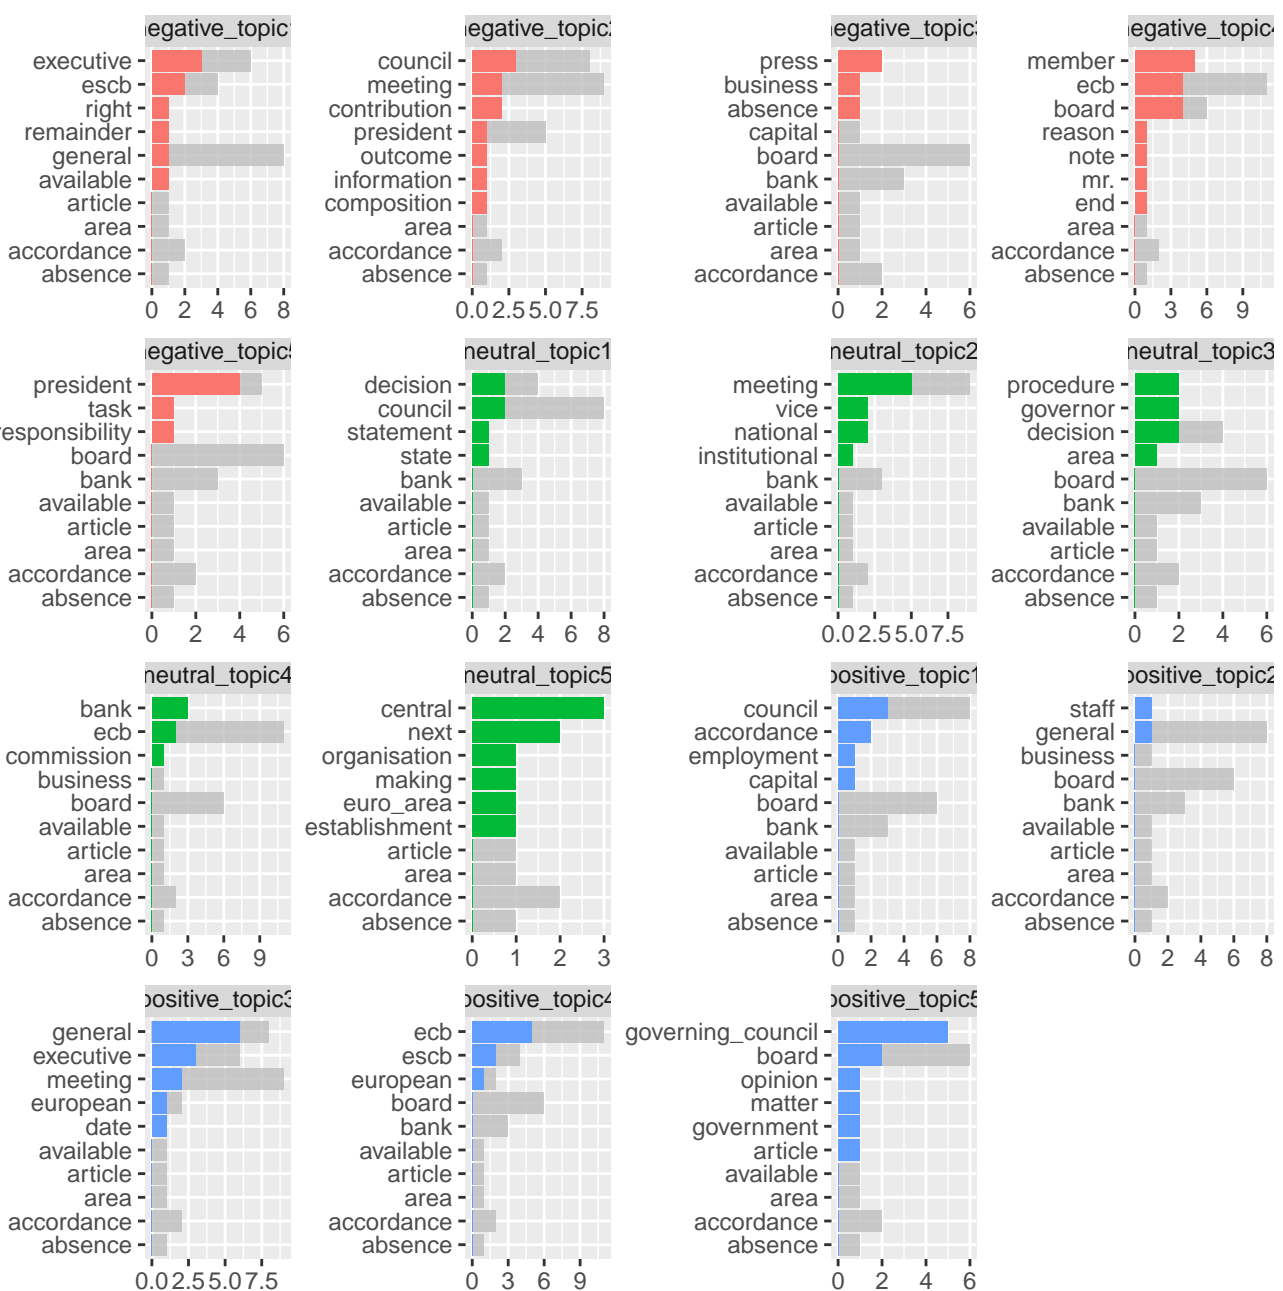 egative_topic
executive
escb
right
remainder
general
available
article
area
accordance
absence
0 2 4 6 8
egative_topic2
council
meeting
contribution
president
outcome
information
composition
area
accordance
absence
0.0 2.5 5.0 7.5
egative_topic3
press
business
absence
capital
board
bank
available
article
area
accordance
0 2 4 6
egative_topic4
member
ecb
board
reason
note
mr.
end
area
accordance
absence
0 3 6 9
egative_topic5
president
task
responsibility
board
bank
available
article
area
accordance
absence
0 2 4 6
neutral_topic1
decision
council
statement
state
bank
available
article
area
accordance
absence
0 2 4 6 8
neutral_topic2
meeting
vice
national
institutional
bank
available
article
area
accordance
absence
0.0 2.5 5.0 7.5
neutral_topic3
procedure
governor
decision
area
board
bank
available
article
accordance
absence
0 2 4 6
neutral_topic4
bank
ecb
commission
business
board
available
article
area
accordance
absence
0 3 6 9
neutral_topic5
central
next
organisation
making
euro_area
establishment
article
area
accordance
absence
0 1 2 3
positive_topic1
council
accordance
employment
capital
board
bank
available
article
area
absence
0 2 4 6 8
positive_topic2
staff
general
business
board
bank
available
article
area
accordance
absence
0 2 4 6 8
positive_topic3
general
executive
meeting
european
date
available
article
area
accordance
absence
0.0 2.5 5.0 7.5
positive_topic4
ecb
escb
european
board
bank
available
article
area
accordance
absence
0 3 6 9
positive_topic5
governing_council
board
opinion
matter
government
article
available
area
accordance
absence
0 2 4 6